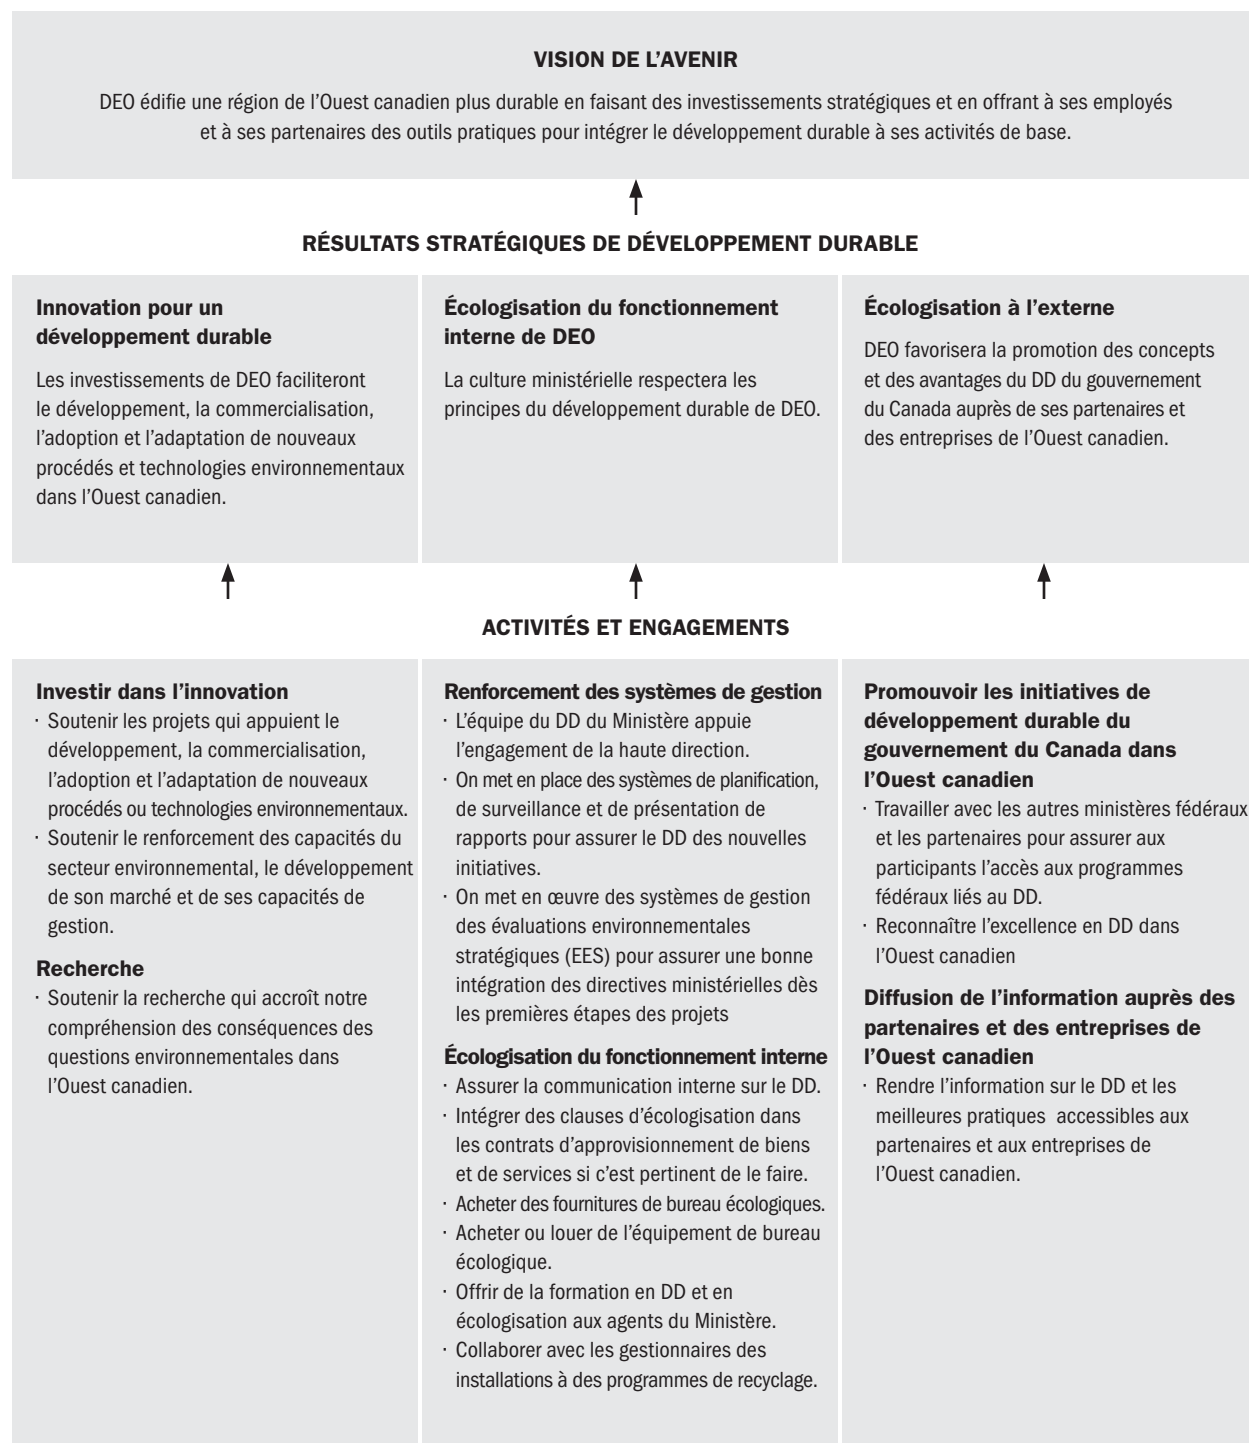 VISION DE L'AVENIR
DEO édifie une région de l'Ouest canadien plus durable en faisant des investissements stratégiques et en offrant à ses employés
et à ses partenaires des outils pratiques pour intégrer le développement durable à ses activités de base.
RÉSULTATS STRATÉGIQUES DE DÉVELOPPEMENT DURABLE
Innovation pour un
développement durable
Les investissements de DEO faciliteront
le développement, la commercialisation,
l'adoption et l'adaptation de nouveaux
procédés et technologies environnementaux
dans l'Ouest canadien.
Écologisation du fonctionnement
interne de DEO
La culture ministérielle respectera les
principes du développement durable de DEO.
Écologisation à l'externe
DEO favorisera la promotion des concepts
et des avantages du DD du gouvernement
du Canada auprès de ses partenaires et
des entreprises de l'Ouest canadien.
ACTIVITÉS ET ENGAGEMENTS
Investir dans l'innovation
· Soutenir les projets qui appuient le
développement, la commercialisation,
l'adoption et l'adaptation de nouveaux
procédés ou technologies environnementaux.
· Soutenir le renforcement des capacités du
secteur environnemental, le développement
de son marché et de ses capacités de
gestion.
Recherche
· Soutenir la recherche qui accroît notre
compréhension des conséquences des
questions environnementales dans
l'Ouest canadien.
Renforcement des systèmes de gestion
· L'équipe du DD du Ministère appuie
l'engagement de la haute direction.
· On met en place des systèmes de planification,
de surveillance et de présentation de
rapports pour assurer le DD des nouvelles
initiatives.
· On met en œuvre des systèmes de gestion
des évaluations environnementales
stratégiques (EES) pour assurer une bonne
intégration des directives ministérielles dès
les premières étapes des projets
Écologisation du fonctionnement interne
· Assurer la communication interne sur le DD.
· Intégrer des clauses d'écologisation dans
les contrats d'approvisionnement de biens
et de services si c'est pertinent de le faire.
· Acheter des fournitures de bureau écologiques.
· Acheter ou louer de l'équipement de bureau
écologique.
· Offrir de la formation en DD et en
écologisation aux agents du Ministère.
· Collaborer avec les gestionnaires des
installations à des programmes de recyclage.
Promouvoir les initiatives de
développement durable du
gouvernement du Canada dans
l'Ouest canadien
· Travailler avec les autres ministères fédéraux
et les partenaires pour assurer aux
participants l'accès aux programmes
fédéraux liés au DD.
· Reconnaître l'excellence en DD dans
l'Ouest canadien
Diffusion de l'information auprès des
partenaires et des entreprises de
l'Ouest canadien
· Rendre l'information sur le DD et les
meilleures pratiques accessibles aux
partenaires et aux entreprises de
l'Ouest canadien.